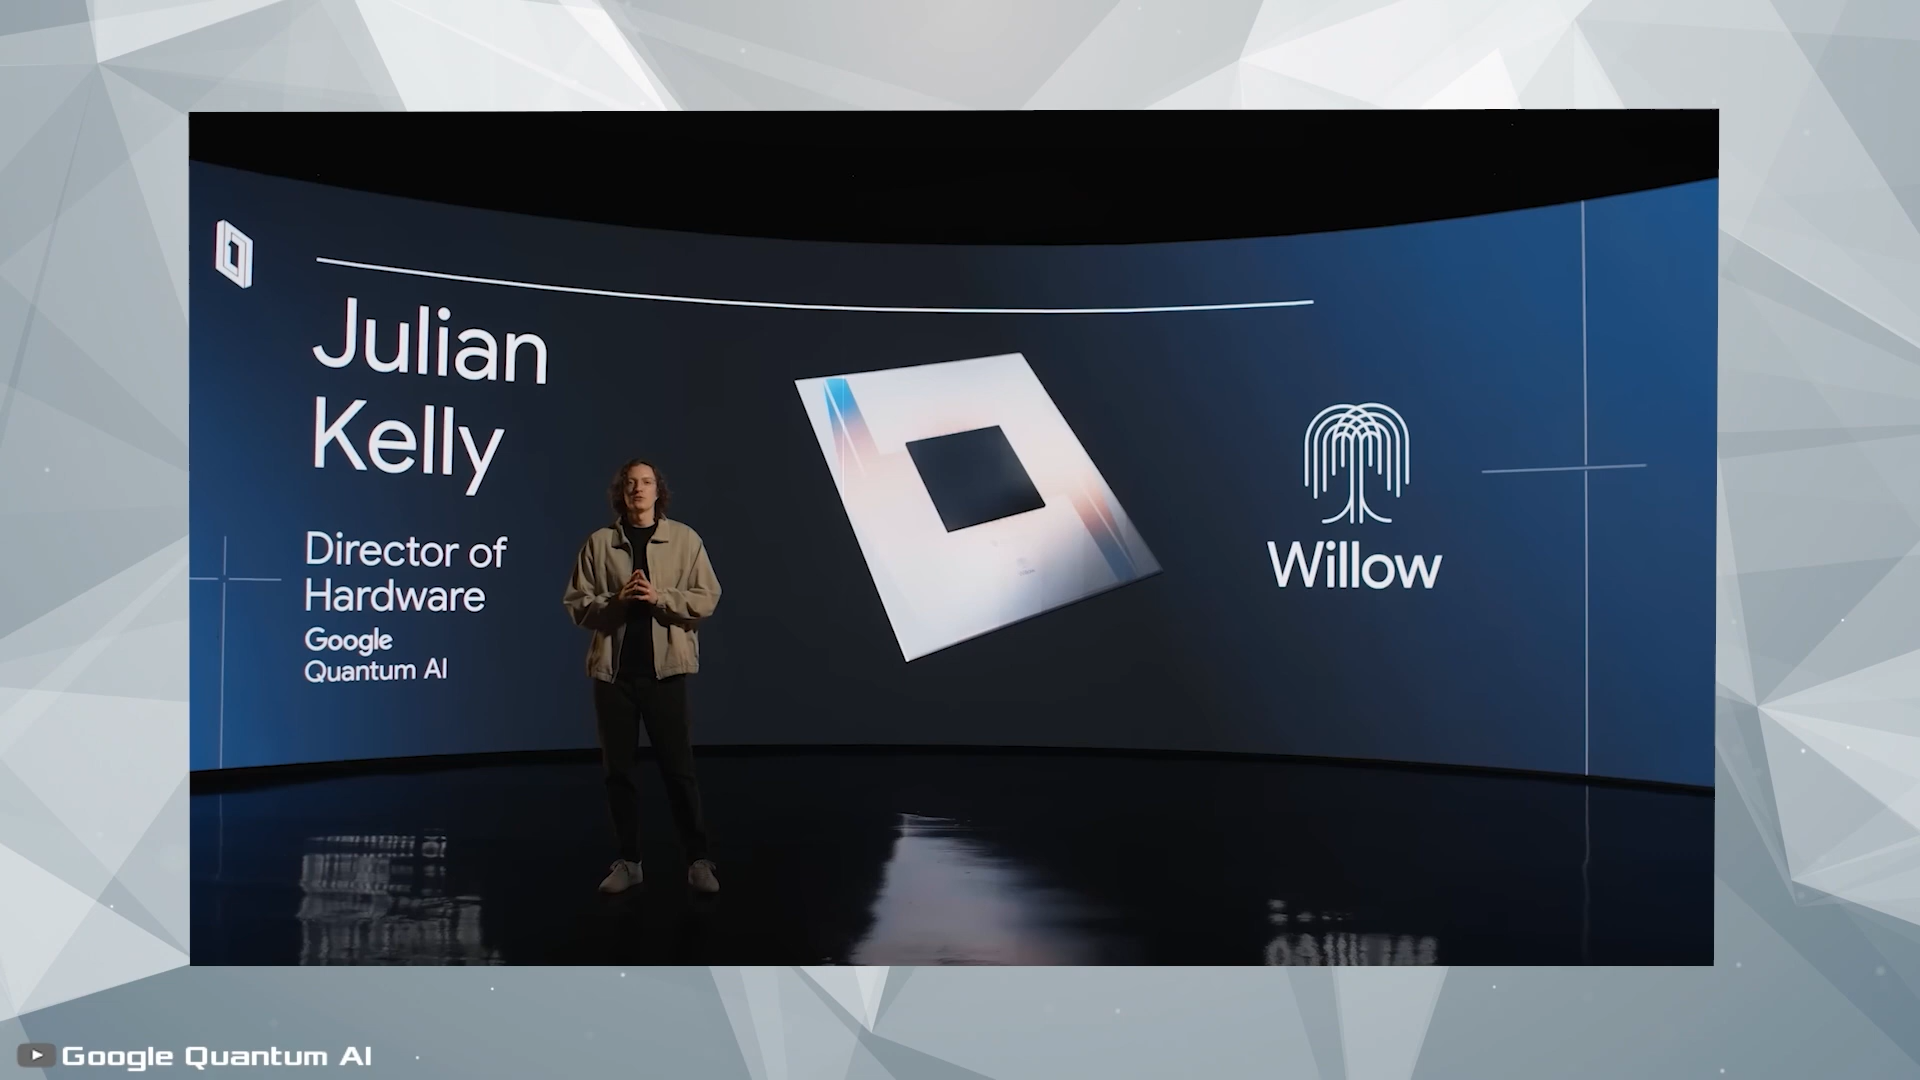 Julian
Kelly
Director of
Hardware
Google
Quantum AI
Willow
Google Quantum AI